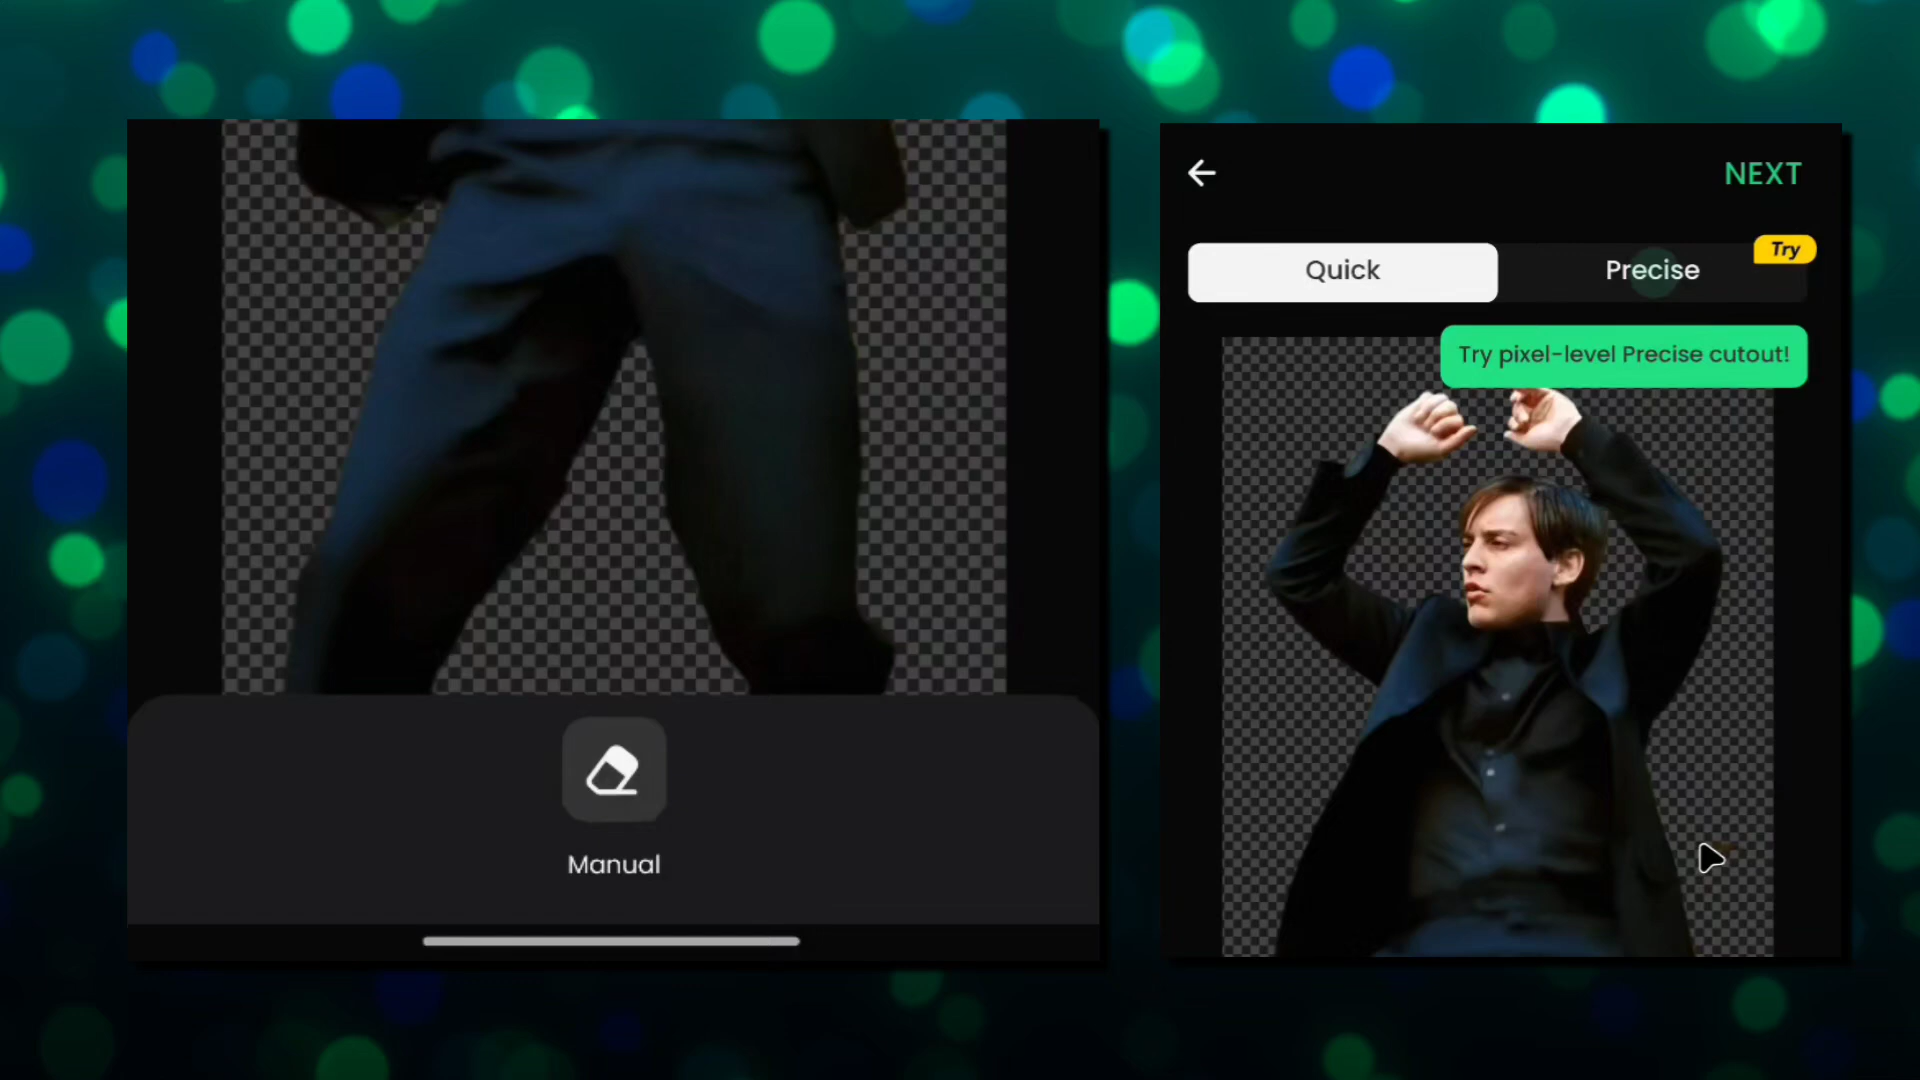 Manual
NEXT
Quick
Precise
Try
Try pixel-level Precise cutout!